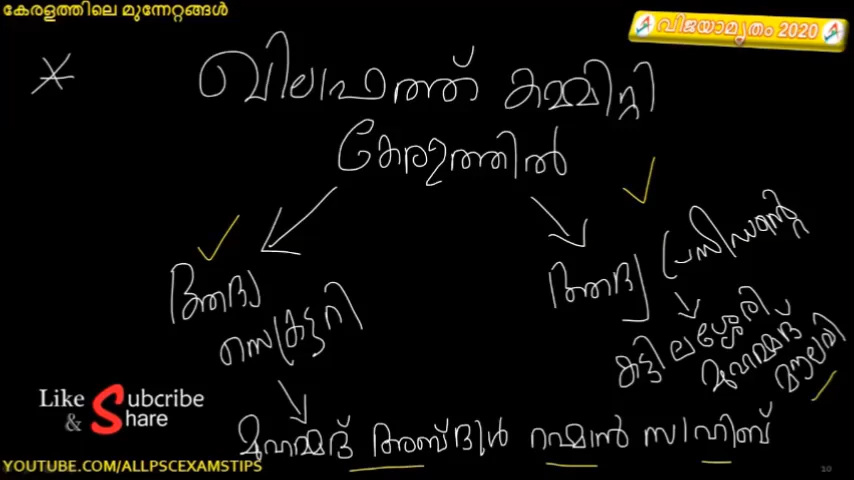 കേരളത്തിലെ മുന്നേറ്റങ്ങൾ
വിജയാമൃതം 2020
ഖിലാഫത്ത് കമ്മിറ്റി
കേരളത്തിൽ
ആദ്യ
സെക്രട്ടറി
ആദ്യ പ്രസിഡന്റ്
കട്ടിലശ്ശേരി
മുഹമ്മദ്
മൗലവി
Like Subcribe
& Share
മുഹമ്മദ് അബ്ദുൾ റഹ്മാൻ സാഹിബ്
YOUTUBE.COM/ALLPSCEXAMSTIPS
10